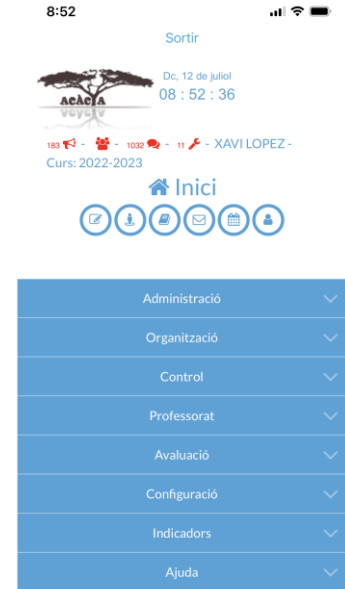 8:52
Sortir
Dc, 12 de juliol
08 : 52 : 36
ACÀCIA
183 - - 1032 - 11 - XAVI LOPEZ -
Curs: 2022-2023
Inici
Administració
Organització
Control
Professorat
Avaluació
Configuració
Indicadors
Ajuda